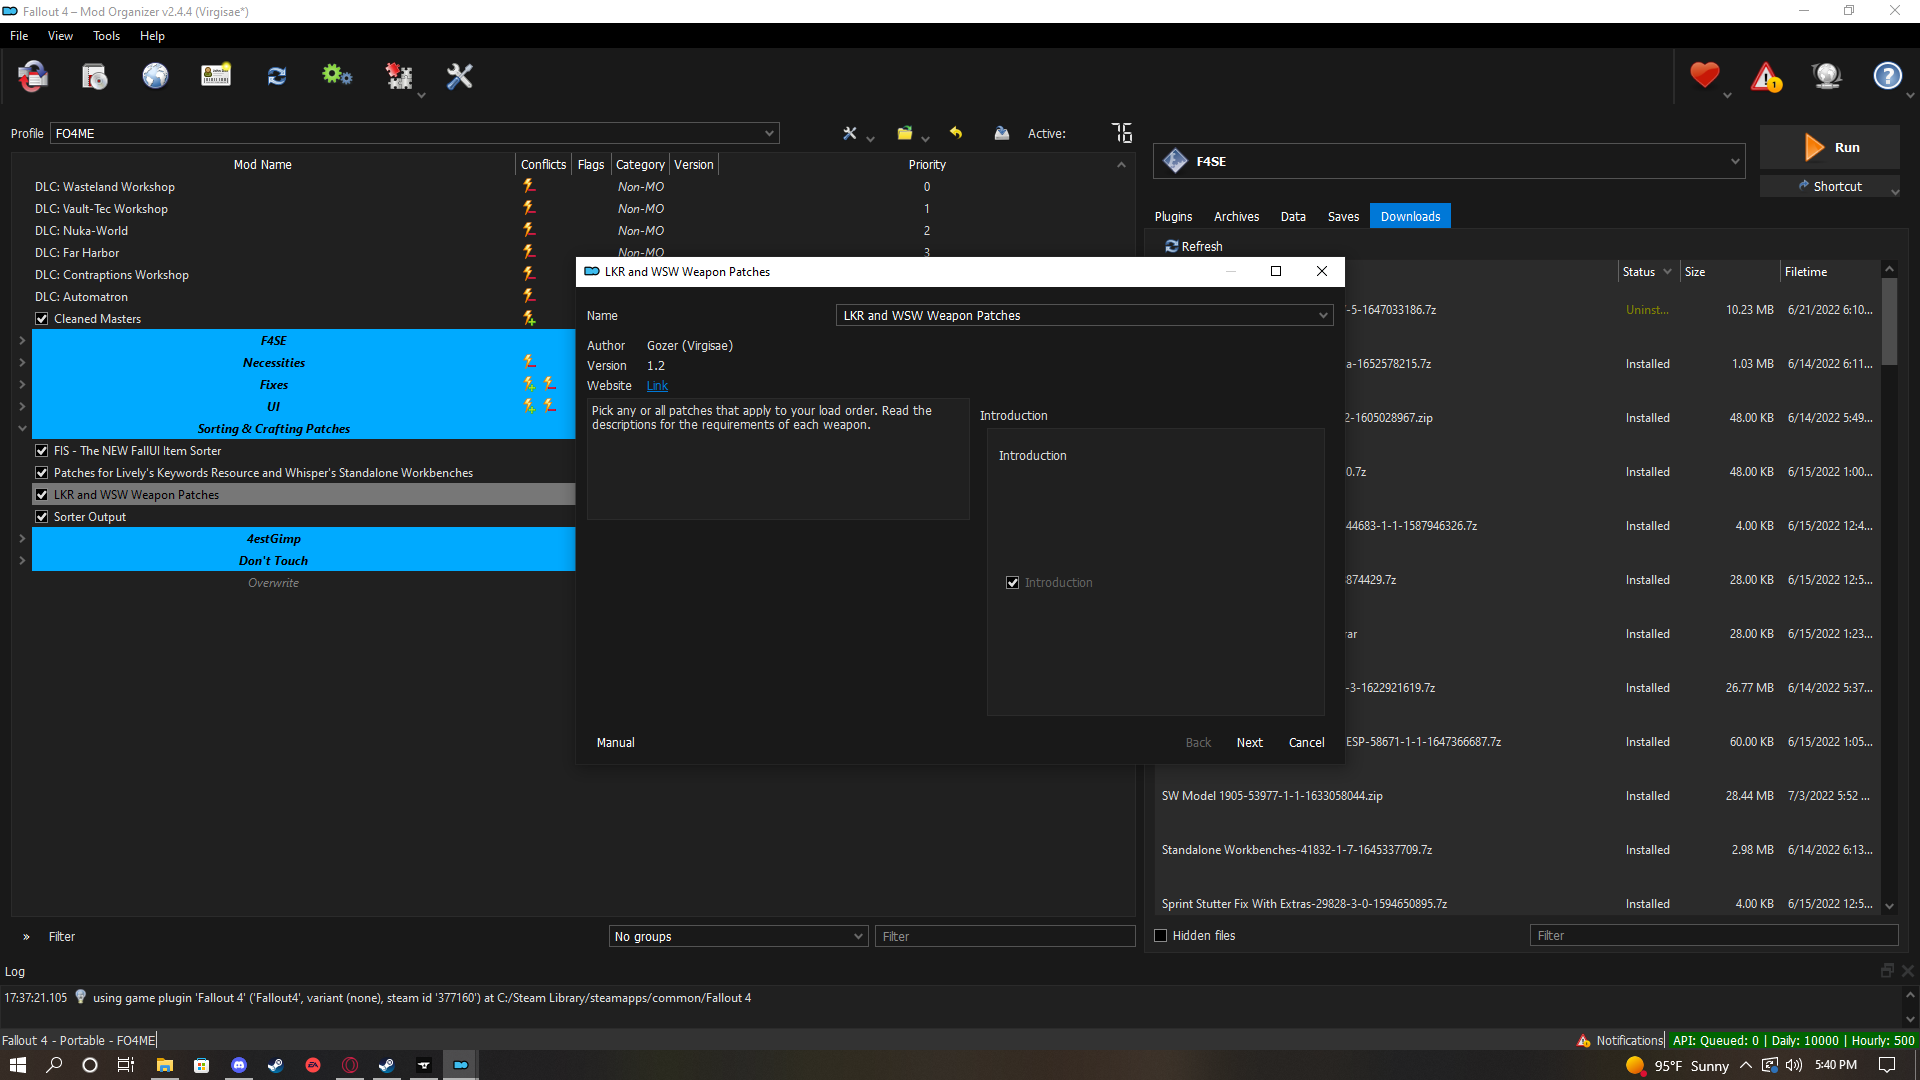 Fallout 4 – Mod Organizer v2.4.4 (Virgisae*)
File View Tools Help
Profile FO4ME Active: 76
Mod Name Conflicts Flags Category Version Priority
DLC: Wasteland Workshop Non-MO 0
DLC: Vault-Tec Workshop Non-MO 1
DLC: Nuka-World Non-MO 2
DLC: Far Harbor Non-MO 3
DLC: Contraptions Workshop
DLC: Automatron
Cleaned Masters
F4SE
Necessities
Fixes
UI
Sorting & Crafting Patches
FIS - The NEW FallUI Item Sorter
Patches for Lively's Keywords Resource and Whisper's Standalone Workbenches
LKR and WSW Weapon Patches
Sorter Output
4estGimp
Don't Touch
Overwrite
» Filter No groups Filter
LKR and WSW Weapon Patches
Name LKR and WSW Weapon Patches
Author Gozer (Virgisae)
Version 1.2
Website Link
Pick any or all patches that apply to your load order. Read the
descriptions for the requirements of each weapon.
Introduction
Introduction
Introduction
Manual Back Next Cancel
F4SE
Run
Shortcut
Plugins Archives Data Saves Downloads
Refresh
Status Size Filetime
-5-1647033186.7z Uninst... 10.23 MB 6/21/2022 6:10...
a-1652578215.7z Installed 1.03 MB 6/14/2022 6:11...
2-1605028967.zip Installed 48.00 KB 6/14/2022 5:49...
0.7z Installed 48.00 KB 6/15/2022 1:00...
44683-1-1-1587946326.7z Installed 4.00 KB 6/15/2022 12:4...
874429.7z Installed 28.00 KB 6/15/2022 12:5...
rar Installed 28.00 KB 6/15/2022 1:23...
-3-1622921619.7z Installed 26.77 MB 6/14/2022 5:37...
ESP-58671-1-1-1647366687.7z Installed 60.00 KB 6/15/2022 1:05...
SW Model 1905-53977-1-1-1633058044.zip Installed 28.44 MB 7/3/2022 5:52 ...
Standalone Workbenches-41832-1-7-1645337709.7z Installed 2.98 MB 6/14/2022 6:13...
Sprint Stutter Fix With Extras-29828-3-0-1594650895.7z Installed 4.00 KB 6/15/2022 12:5...
Hidden files Filter
Log
17:37:21.105 using game plugin 'Fallout 4' ('Fallout4', variant (none), steam id '377160') at C:/Steam Library/steamapps/common/Fallout 4
Fallout 4 - Portable - FO4ME Notifications API: Queued: 0 | Daily: 10000 | Hourly: 500
95°F Sunny 5:40 PM